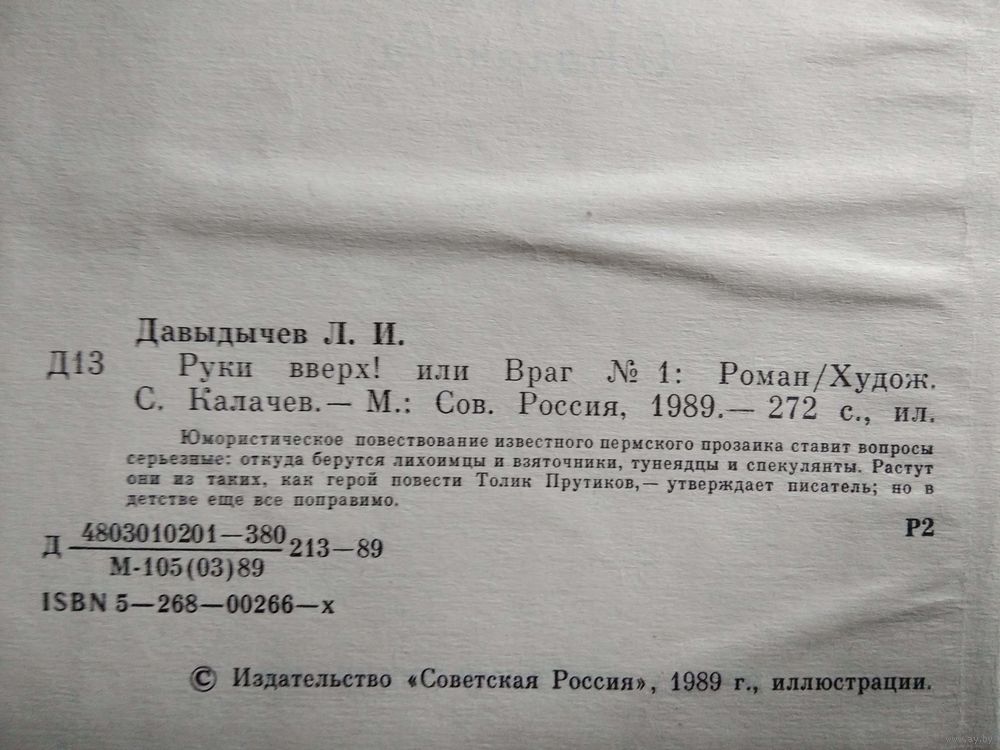 Давыдычев Л. И.
Д13 Руки вверх! или Враг № 1: Роман/Худож.
С. Калачев.— М.: Сов. Россия, 1989.— 272 с., ил.
Юмористическое повествование известного пермского прозаика ставит вопросы
серьезные: откуда берутся лихоимцы и взяточники, тунеядцы и спекулянты. Растут
они из таких, как герой повести Толик Прутиков,— утверждает писатель; но в
детстве еще все поправимо.
Р2
Д 4803010201—380 213—89
М-105(03)89
ISBN 5—268—00266—х
© Издательство «Советская Россия», 1989 г., иллюстрации.
www.ay.by